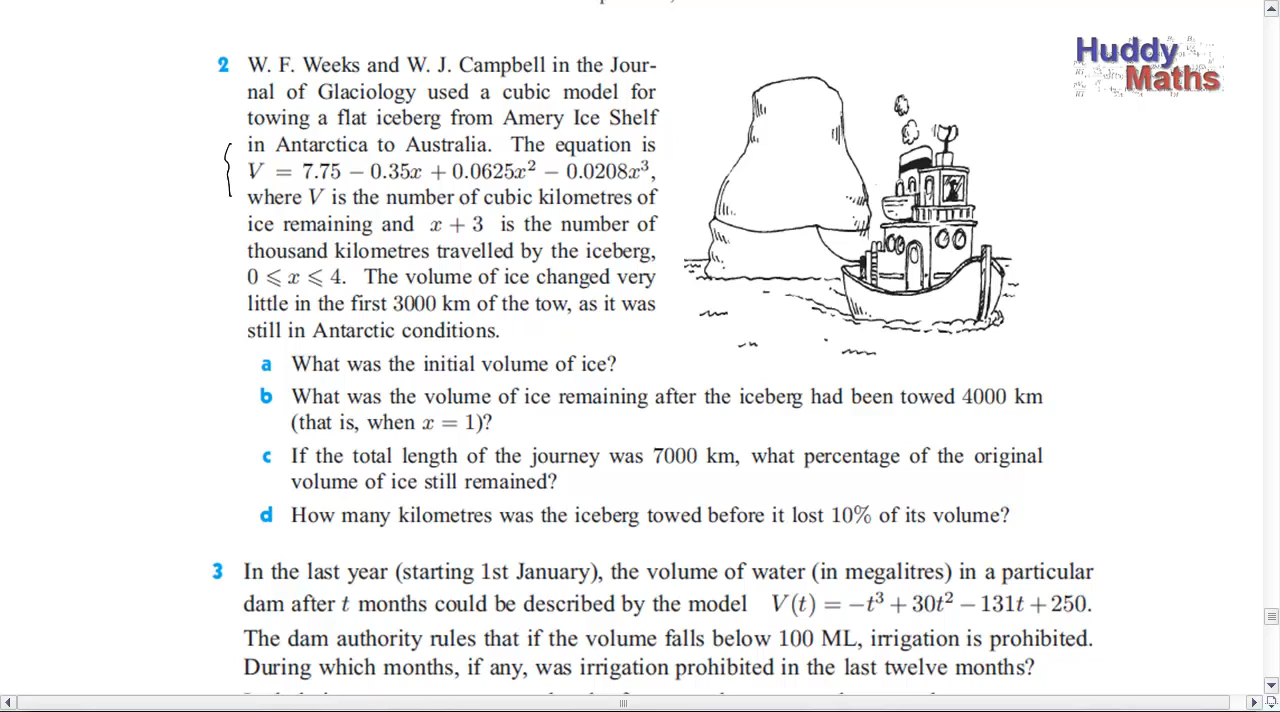 Huddy
Maths
2 W. F. Weeks and W. J. Campbell in the Jour-
nal of Glaciology used a cubic model for
towing a flat iceberg from Amery Ice Shelf
in Antarctica to Australia. The equation is
V = 7.75 − 0.35x + 0.0625x² − 0.0208x³,
where V is the number of cubic kilometres of
ice remaining and x + 3 is the number of
thousand kilometres travelled by the iceberg,
0 ⩽ x ⩽ 4. The volume of ice changed very
little in the first 3000 km of the tow, as it was
still in Antarctic conditions.
a What was the initial volume of ice?
b What was the volume of ice remaining after the iceberg had been towed 4000 km
(that is, when x = 1)?
c If the total length of the journey was 7000 km, what percentage of the original
volume of ice still remained?
d How many kilometres was the iceberg towed before it lost 10% of its volume?
3 In the last year (starting 1st January), the volume of water (in megalitres) in a particular
dam after t months could be described by the model V(t) = −t³ + 30t² − 131t + 250.
The dam authority rules that if the volume falls below 100 ML, irrigation is prohibited.
During which months, if any, was irrigation prohibited in the last twelve months?